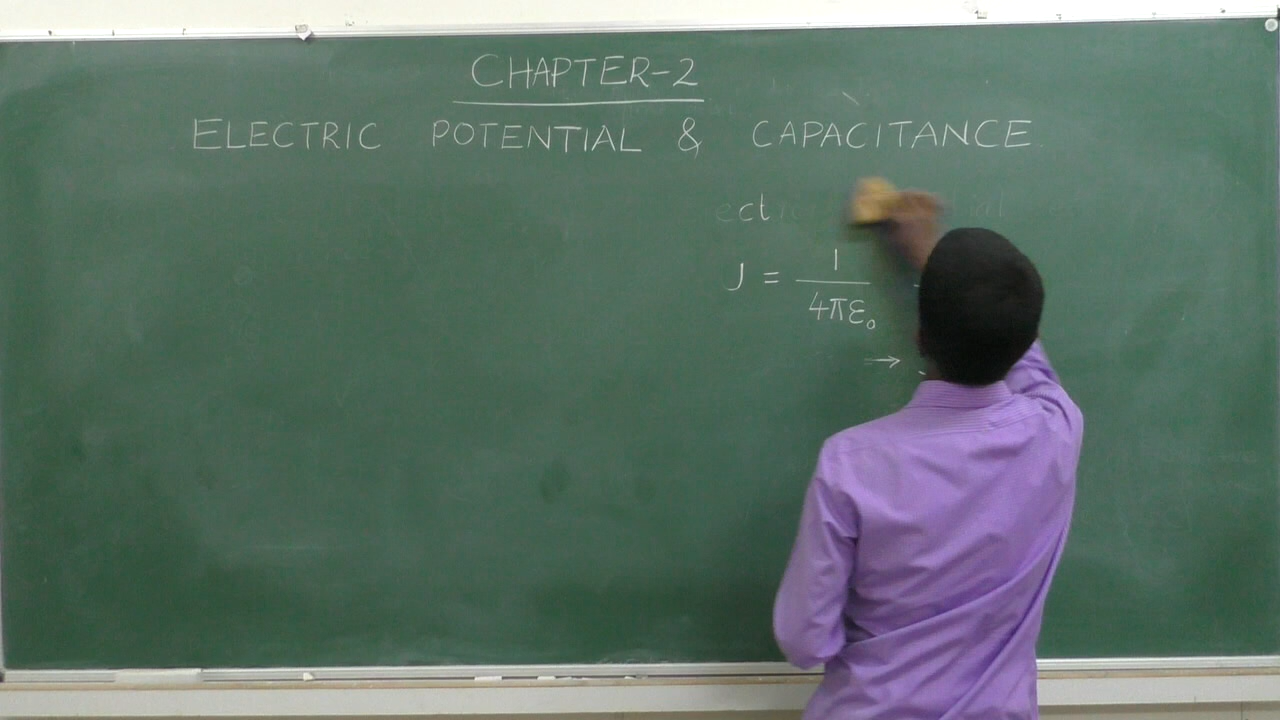 CHAPTER-2
ELECTRIC POTENTIAL & CAPACITANCE
ect
J = 1/4πε₀
→